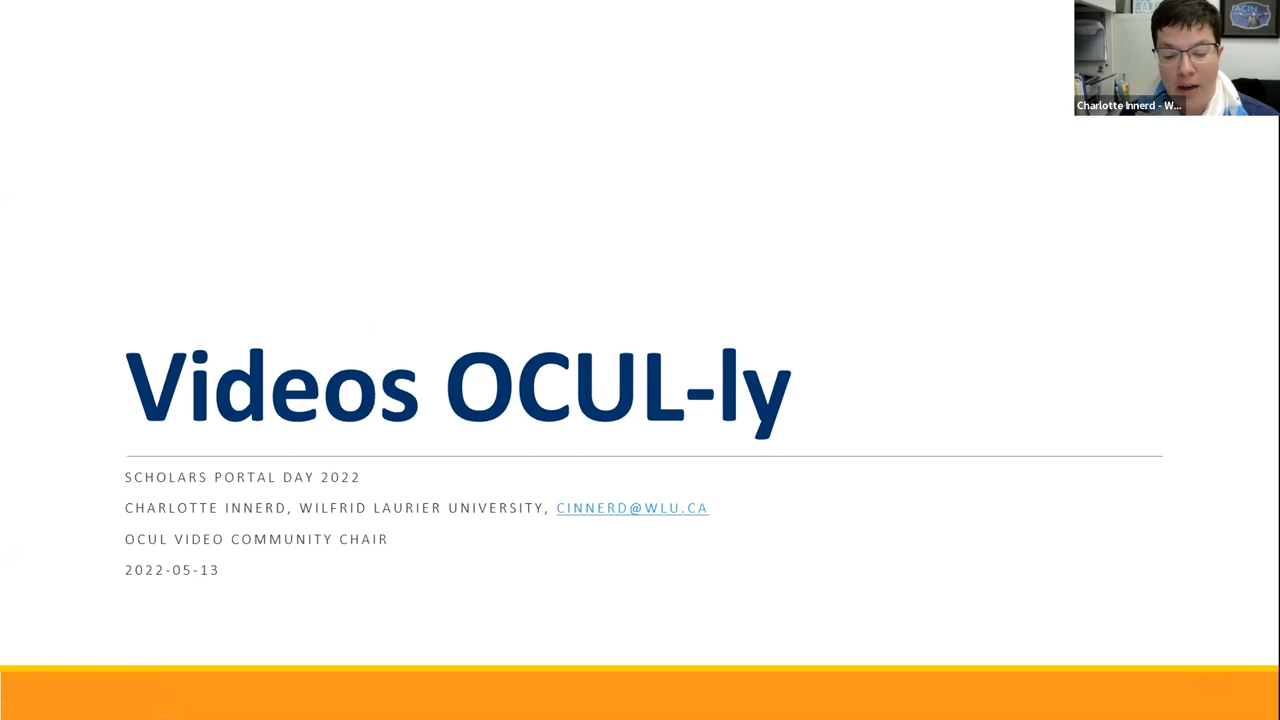 ACIN
Charlotte Innerd - W...
Videos OCUL-ly
SCHOLARS PORTAL DAY 2022
CHARLOTTE INNERD, WILFRID LAURIER UNIVERSITY, CINNERD@WLU.CA
OCUL VIDEO COMMUNITY CHAIR
2022-05-13